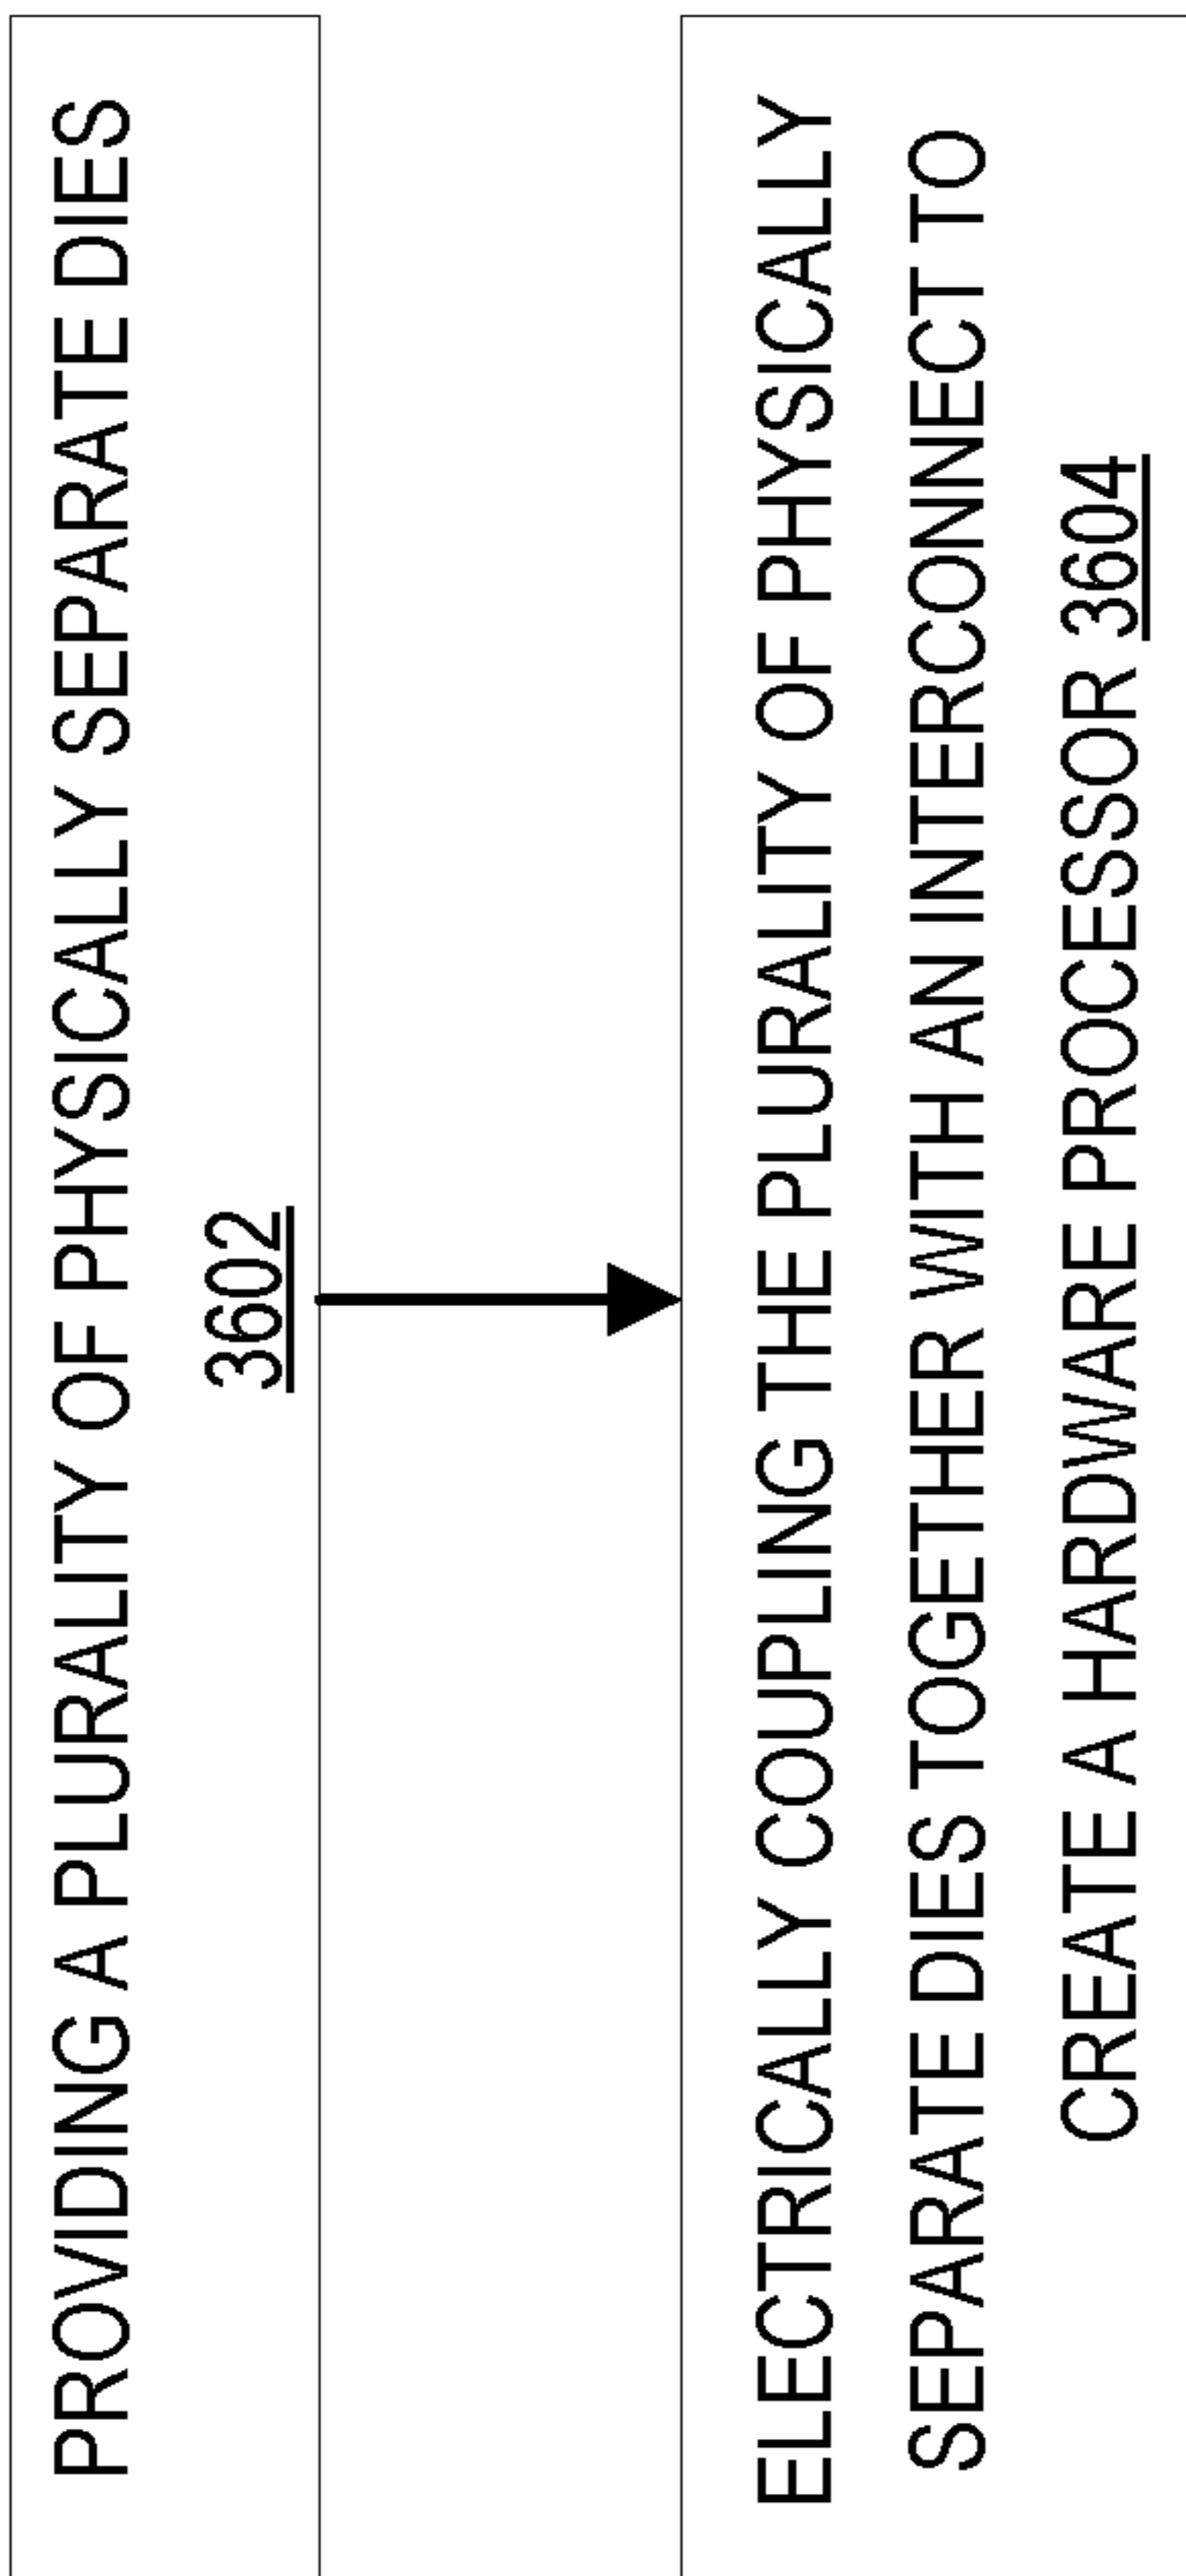 PROVIDING A PLURALITY OF PHYSICALLY SEPARATE DIES
3602
ELECTRICALLY COUPLING THE PLURALITY OF PHYSICALLY
SEPARATE DIES TOGETHER WITH AN INTERCONNECT TO
CREATE A HARDWARE PROCESSOR 3604